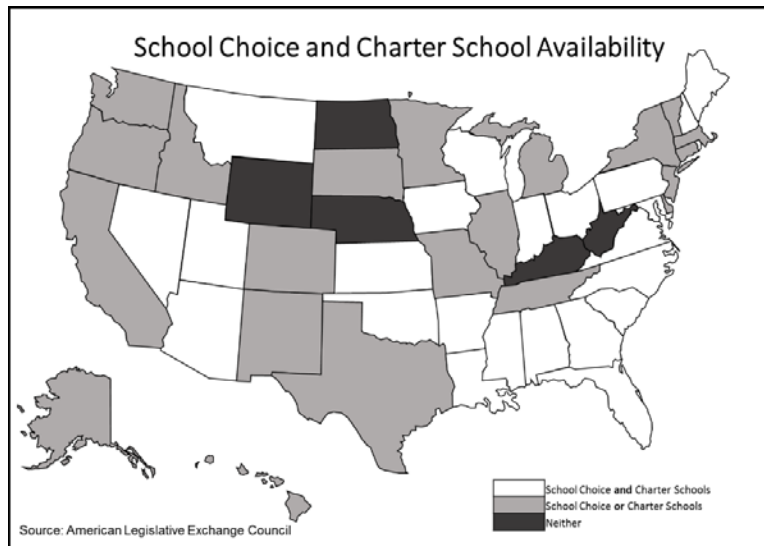 School Choice and Charter School Availability
School Choice and Charter Schools
School Choice or Charter Schools
Neither
Source: American Legislative Exchange Council